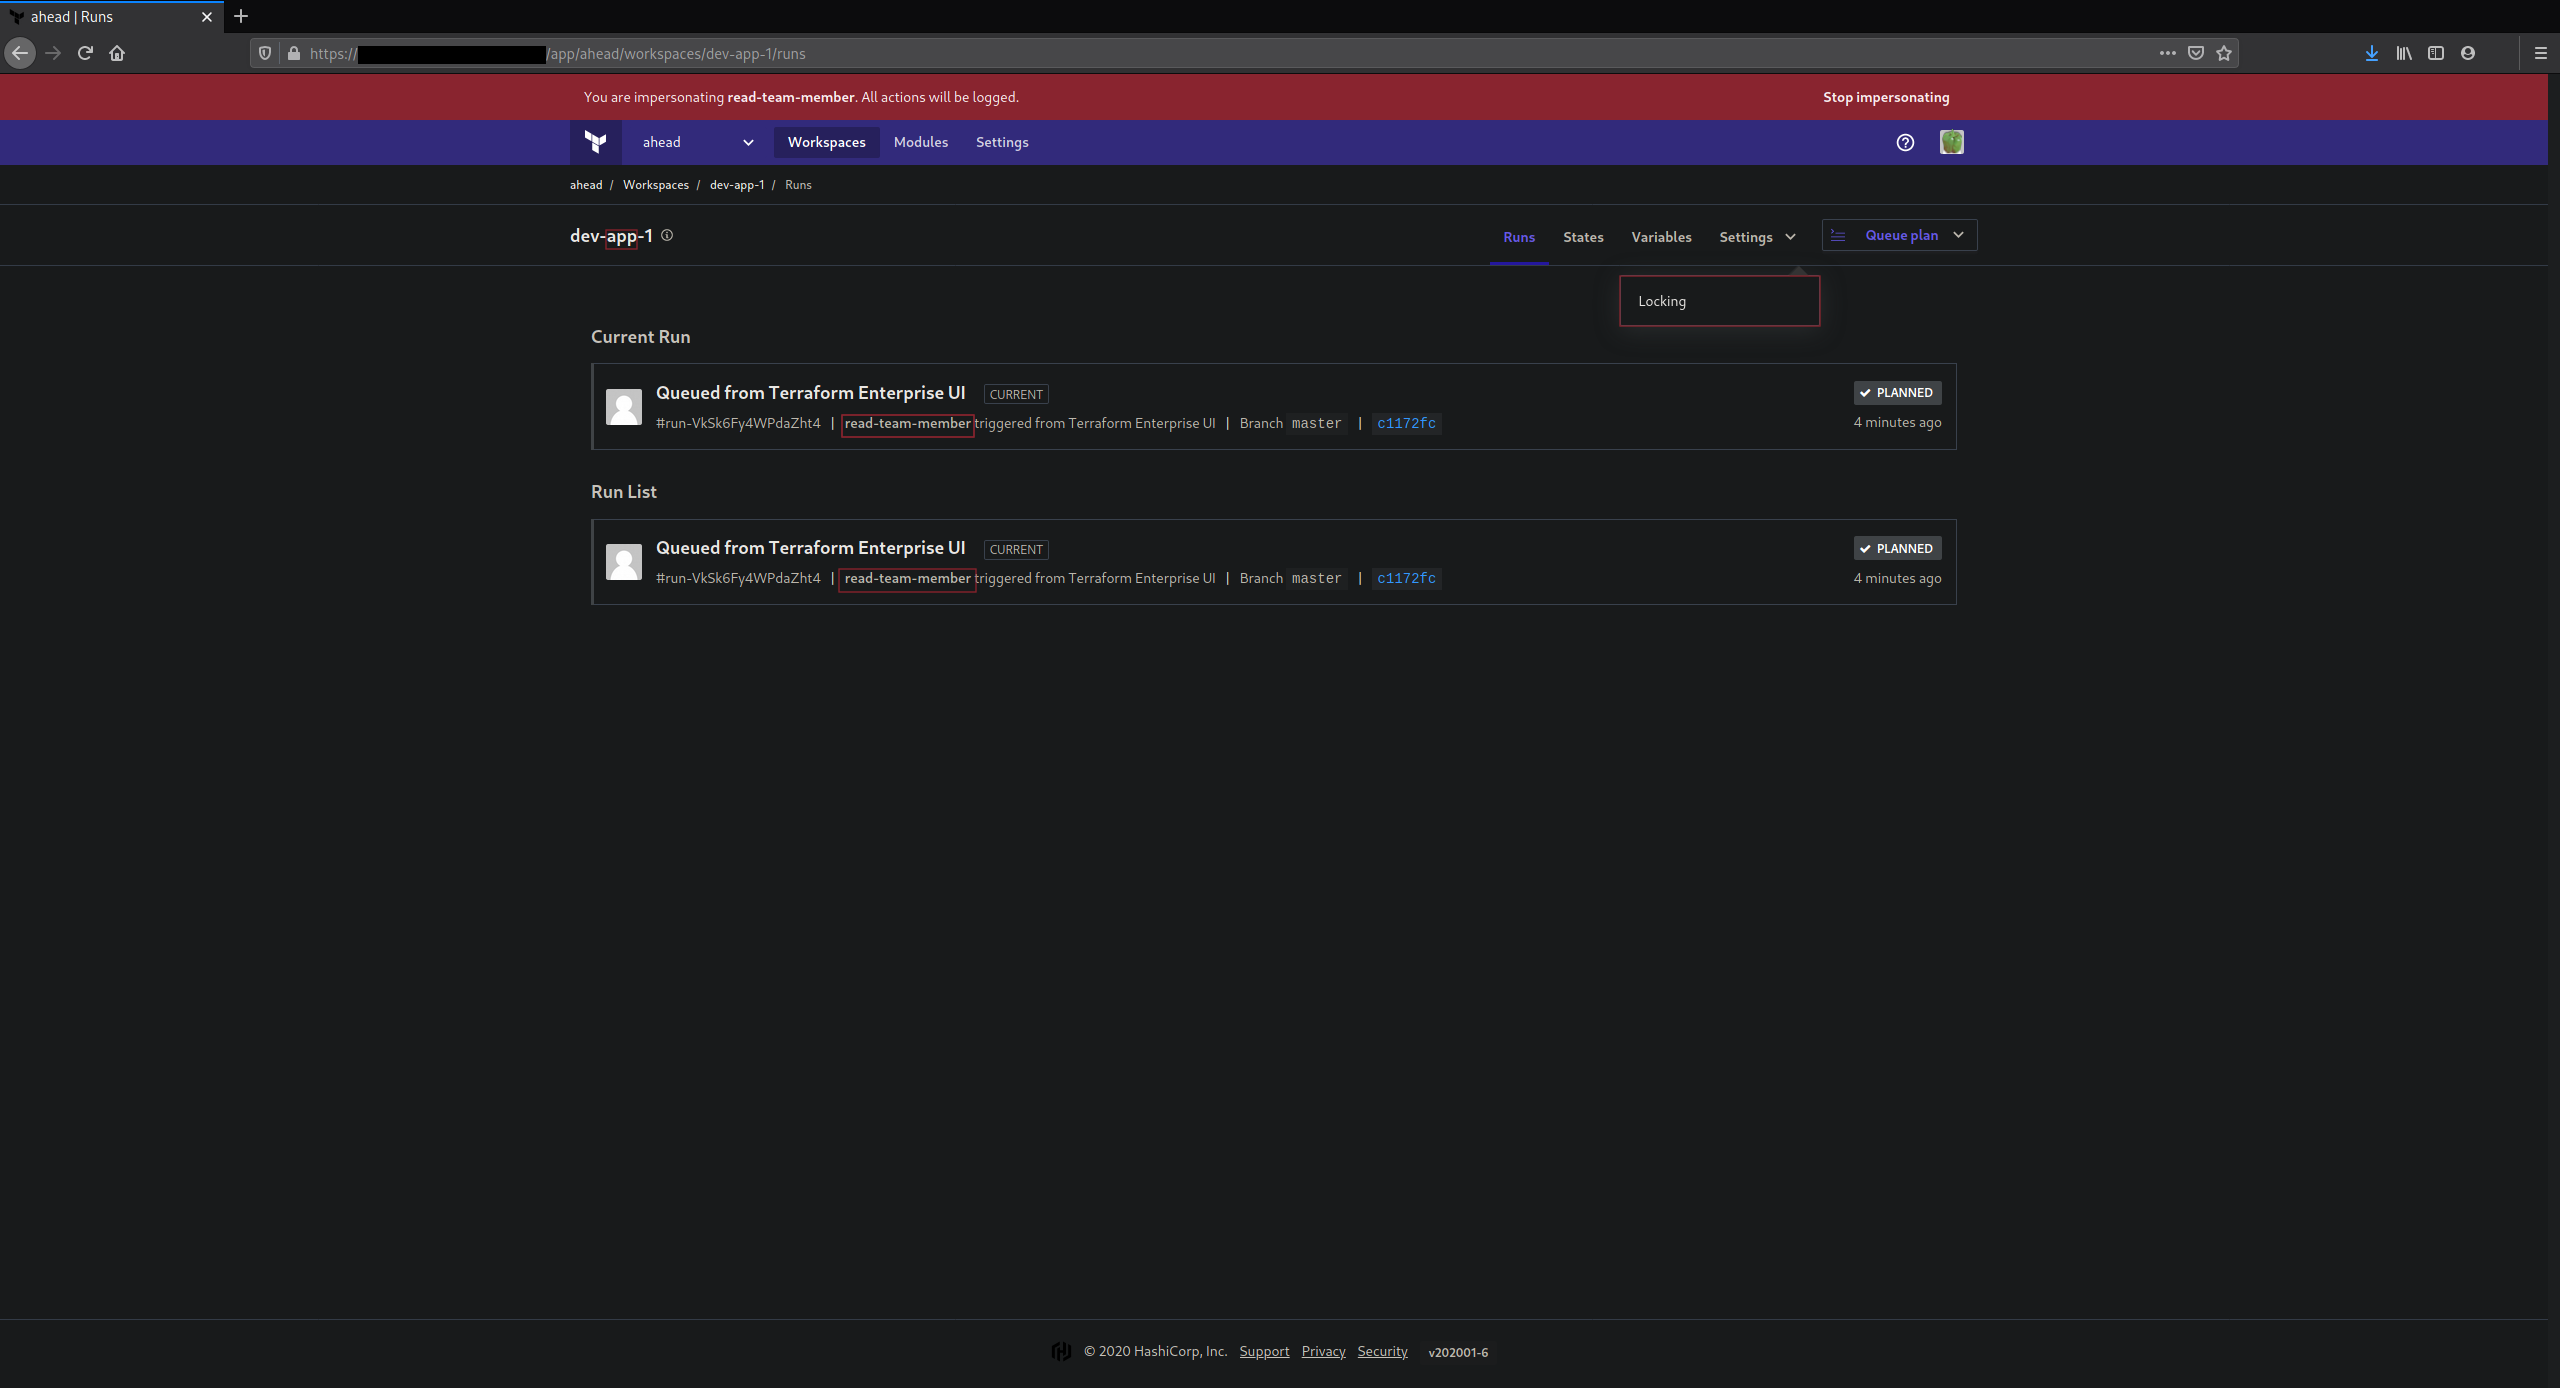 ahead | Runs
https:// /app/ahead/workspaces/dev-app-1/runs
You are impersonating read-team-member. All actions will be logged. Stop impersonating
ahead Workspaces Modules Settings
ahead / Workspaces / dev-app-1 / Runs
dev-app-1 Runs States Variables Settings Queue plan
Locking
Current Run
Queued from Terraform Enterprise UI CURRENT PLANNED
#run-VkSk6Fy4WPdaZht4 | read-team-member triggered from Terraform Enterprise UI | Branch master | c1172fc 4 minutes ago
Run List
Queued from Terraform Enterprise UI CURRENT PLANNED
#run-VkSk6Fy4WPdaZht4 | read-team-member triggered from Terraform Enterprise UI | Branch master | c1172fc 4 minutes ago
© 2020 HashiCorp, Inc. Support Privacy Security v202001-6